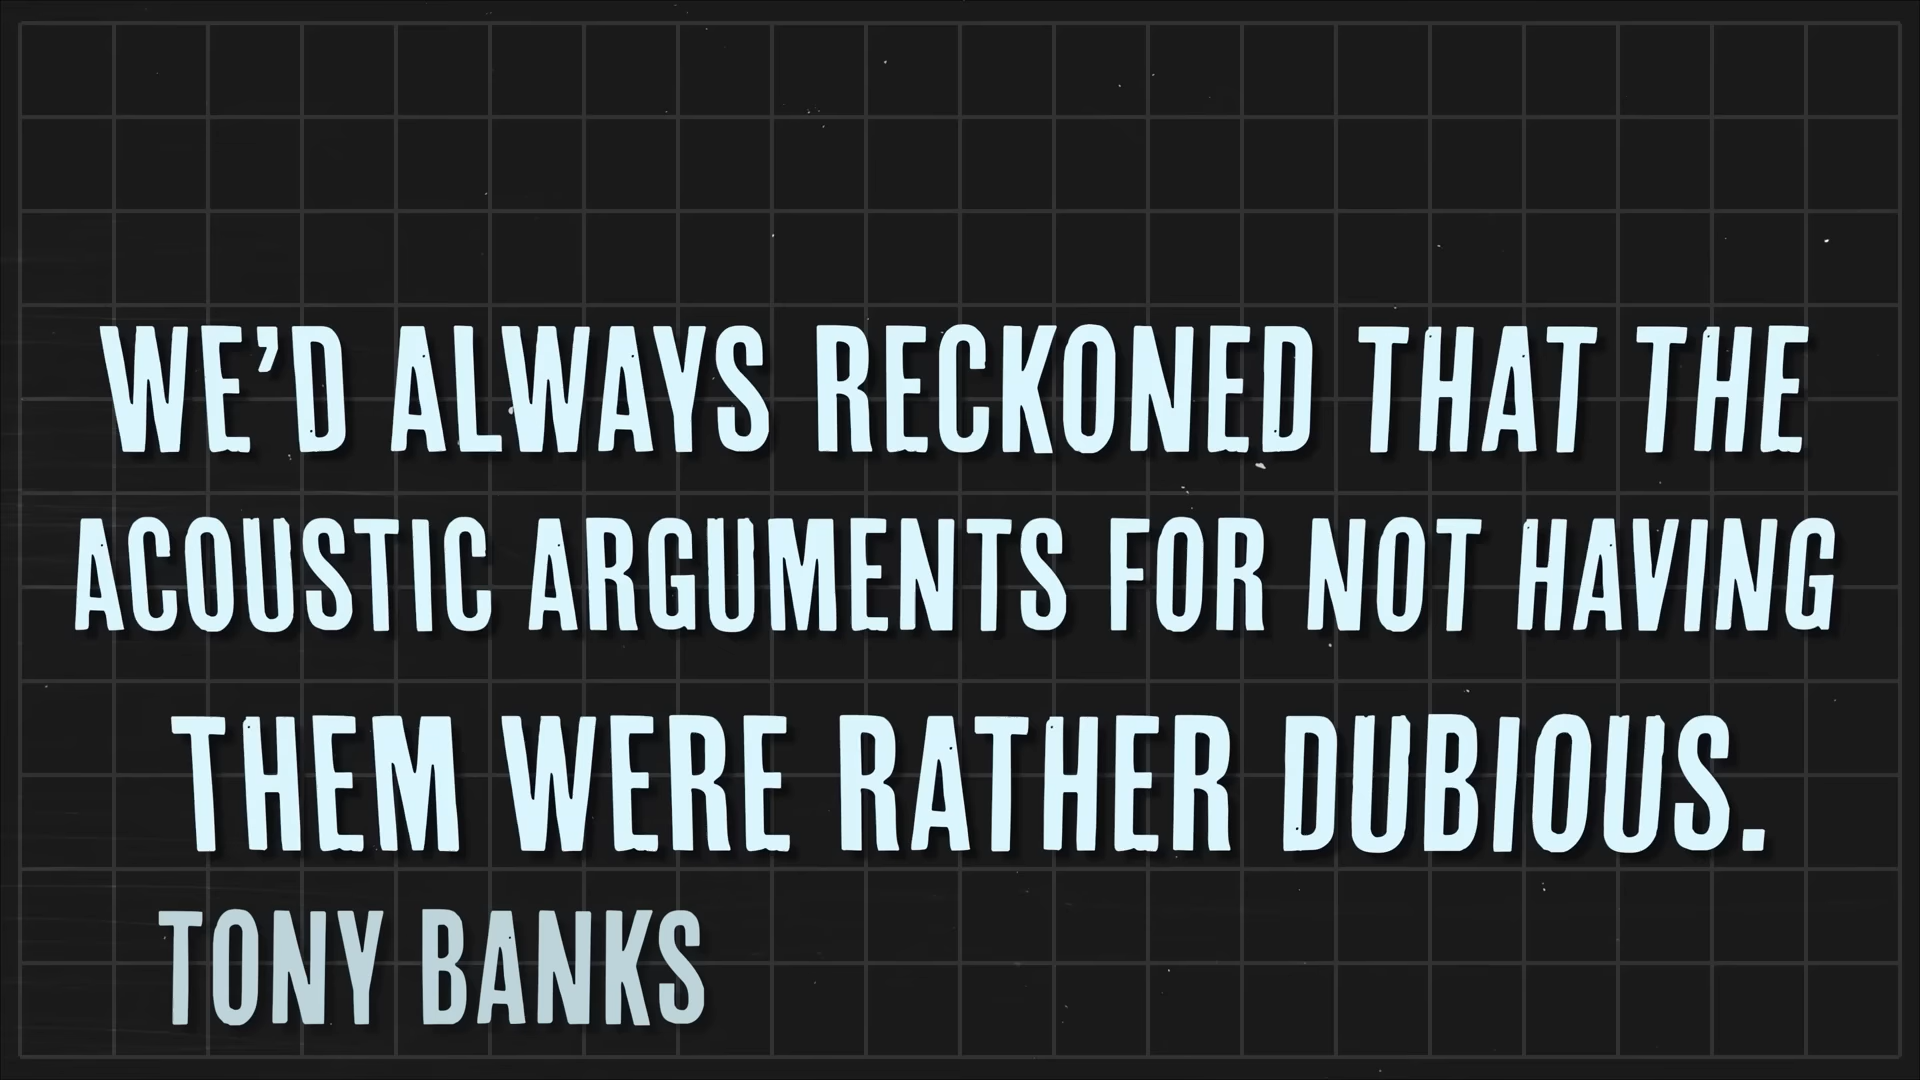 WE’D ALWAYS RECKONED THAT THE
ACOUSTIC ARGUMENTS FOR NOT HAVING
THEM WERE RATHER DUBIOUS.
TONY BANKS